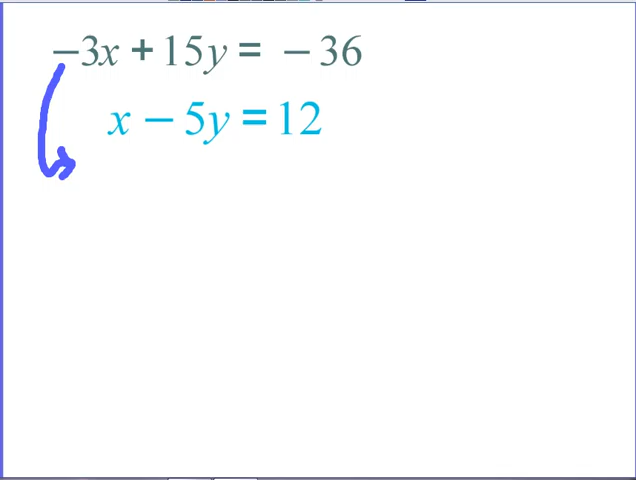 −3x + 15y = − 36
x − 5y = 12